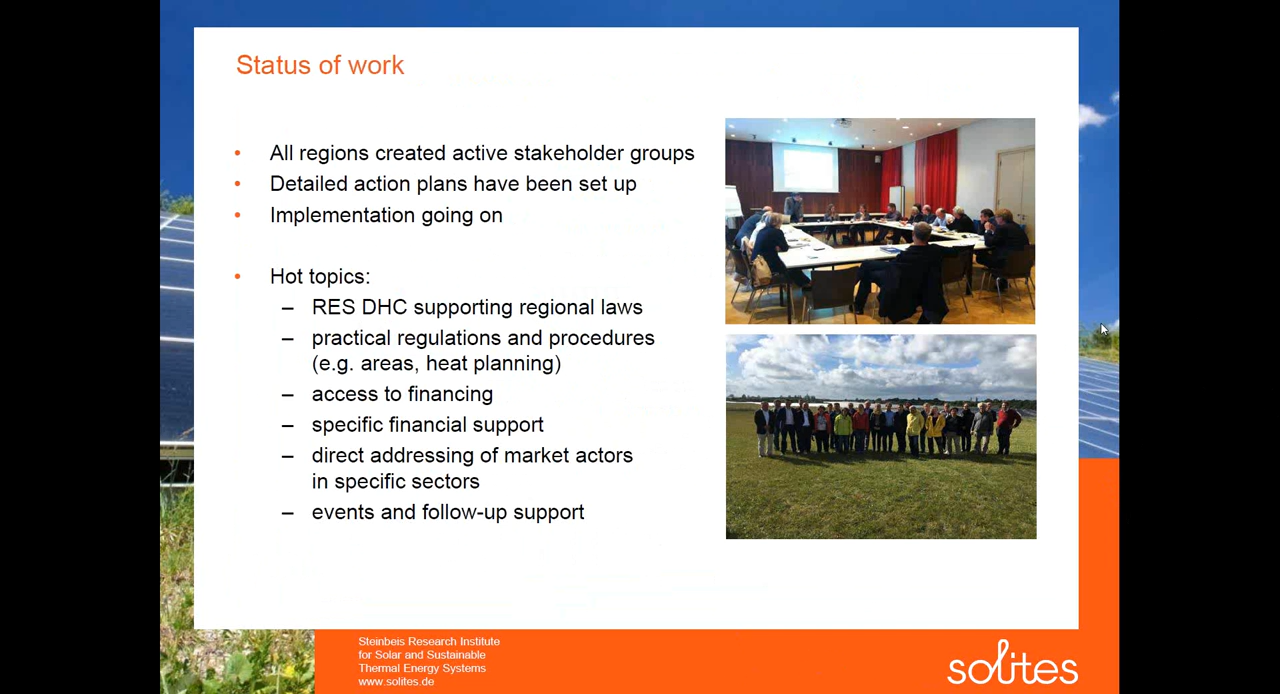 Status of work
• All regions created active stakeholder groups
• Detailed action plans have been set up
• Implementation going on
• Hot topics:
– RES DHC supporting regional laws
– practical regulations and procedures
(e.g. areas, heat planning)
– access to financing
– specific financial support
– direct addressing of market actors
in specific sectors
– events and follow-up support
Steinbeis Research Institute
for Solar and Sustainable
Thermal Energy Systems
www.solites.de
solites